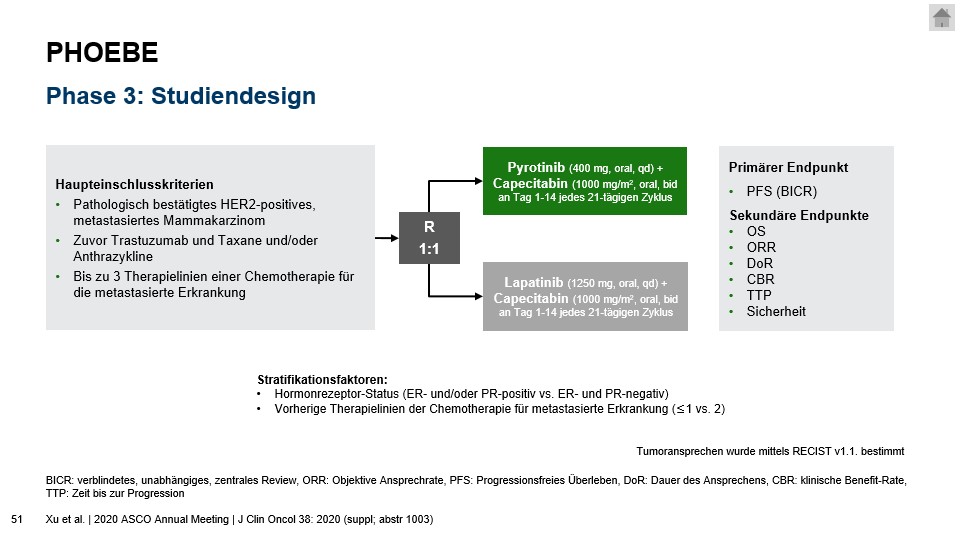 PHOEBE
Phase 3: Studiendesign
Haupteinschlusskriterien
• Pathologisch bestätigtes HER2-positives,
metastasiertes Mammakarzinom
• Zuvor Trastuzumab und Taxane und/oder
Anthrazykline
• Bis zu 3 Therapielinien einer Chemotherapie für
die metastasierte Erkrankung
R
1:1
Pyrotinib (400 mg, oral, qd) +
Capecitabin (1000 mg/m², oral, bid
an Tag 1-14 jedes 21-tägigen Zyklus
Lapatinib (1250 mg, oral, qd) +
Capecitabin (1000 mg/m², oral, bid
an Tag 1-14 jedes 21-tägigen Zyklus
Primärer Endpunkt
• PFS (BICR)
Sekundäre Endpunkte
• OS
• ORR
• DoR
• CBR
• TTP
• Sicherheit
Stratifikationsfaktoren:
• Hormonrezeptor-Status (ER- und/oder PR-positiv vs. ER- und PR-negativ)
• Vorherige Therapielinien der Chemotherapie für metastasierte Erkrankung (≤1 vs. 2)
Tumoransprechen wurde mittels RECIST v1.1. bestimmt
BICR: verblindetes, unabhängiges, zentrales Review, ORR: Objektive Ansprechrate, PFS: Progressionsfreies Überleben, DoR: Dauer des Ansprechens, CBR: klinische Benefit-Rate,
TTP: Zeit bis zur Progression
51 Xu et al. | 2020 ASCO Annual Meeting | J Clin Oncol 38: 2020 (suppl; abstr 1003)